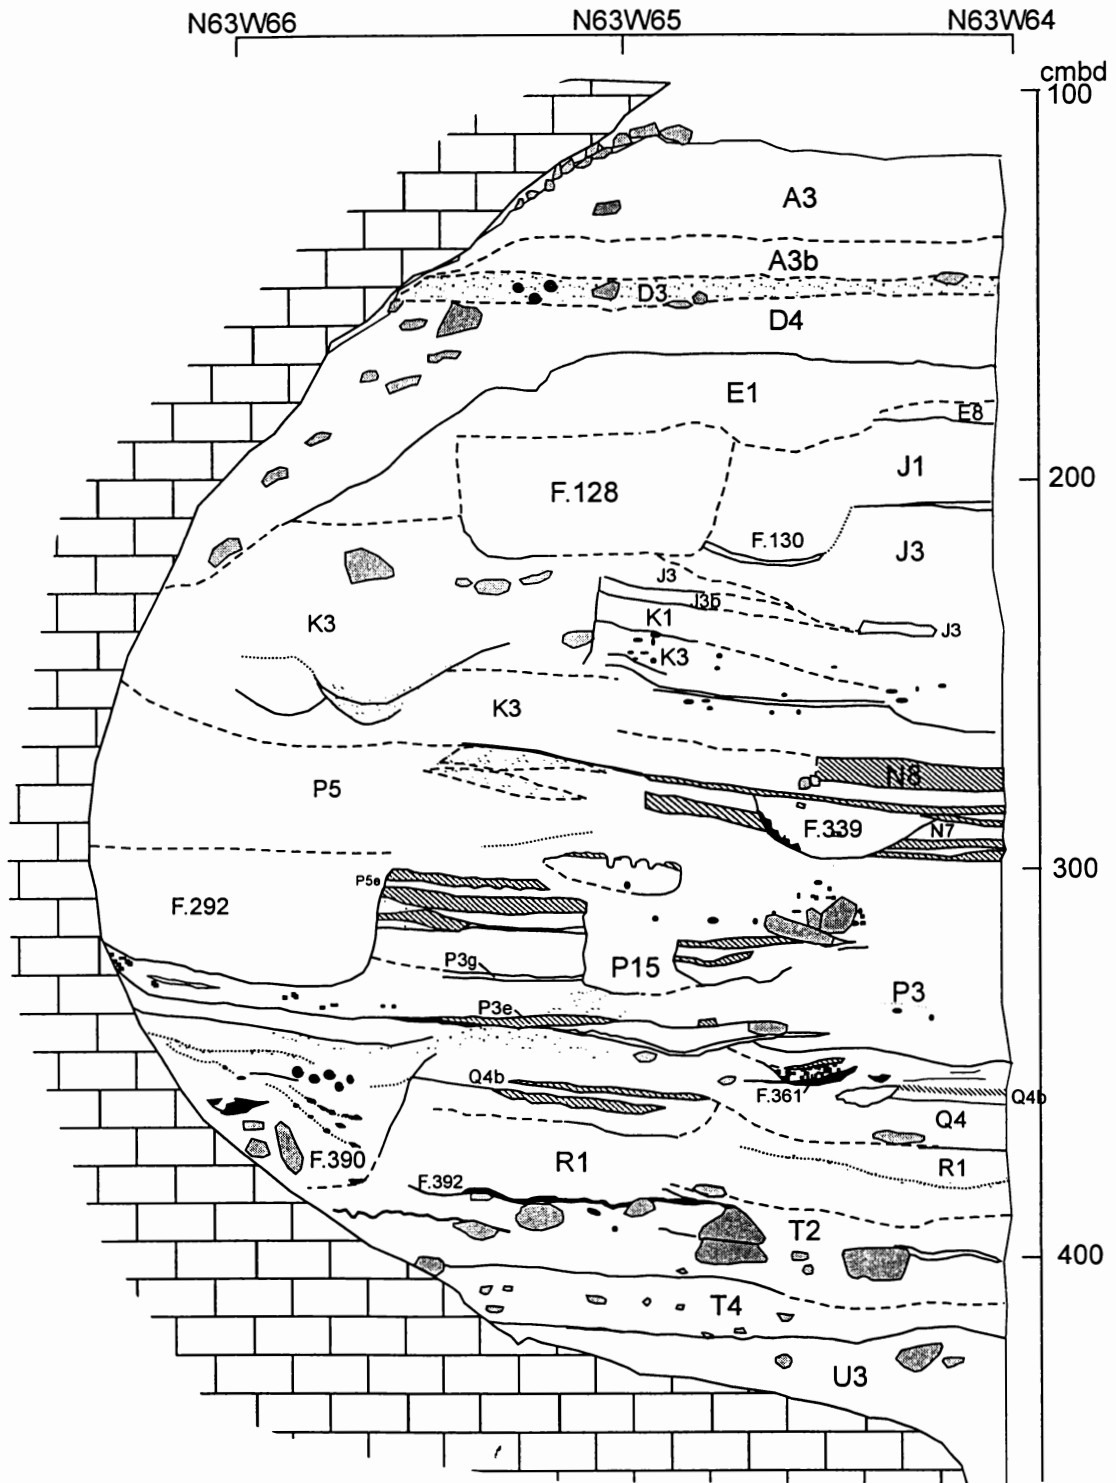 N63W66 N63W65 N63W64
cmbd
100
A3
A3b
D3
D4
E1
E8
J1
F.128
200
F.130
J3
J3
J3b
K1
K3
J3
K3
K3
N8
P5
F.339
N7
300
P5e
F.292
P3g
P15
P3
P3e
Q4b
F.361
Q4b
Q4
F.390
R1
R1
F.392
T2
400
T4
U3